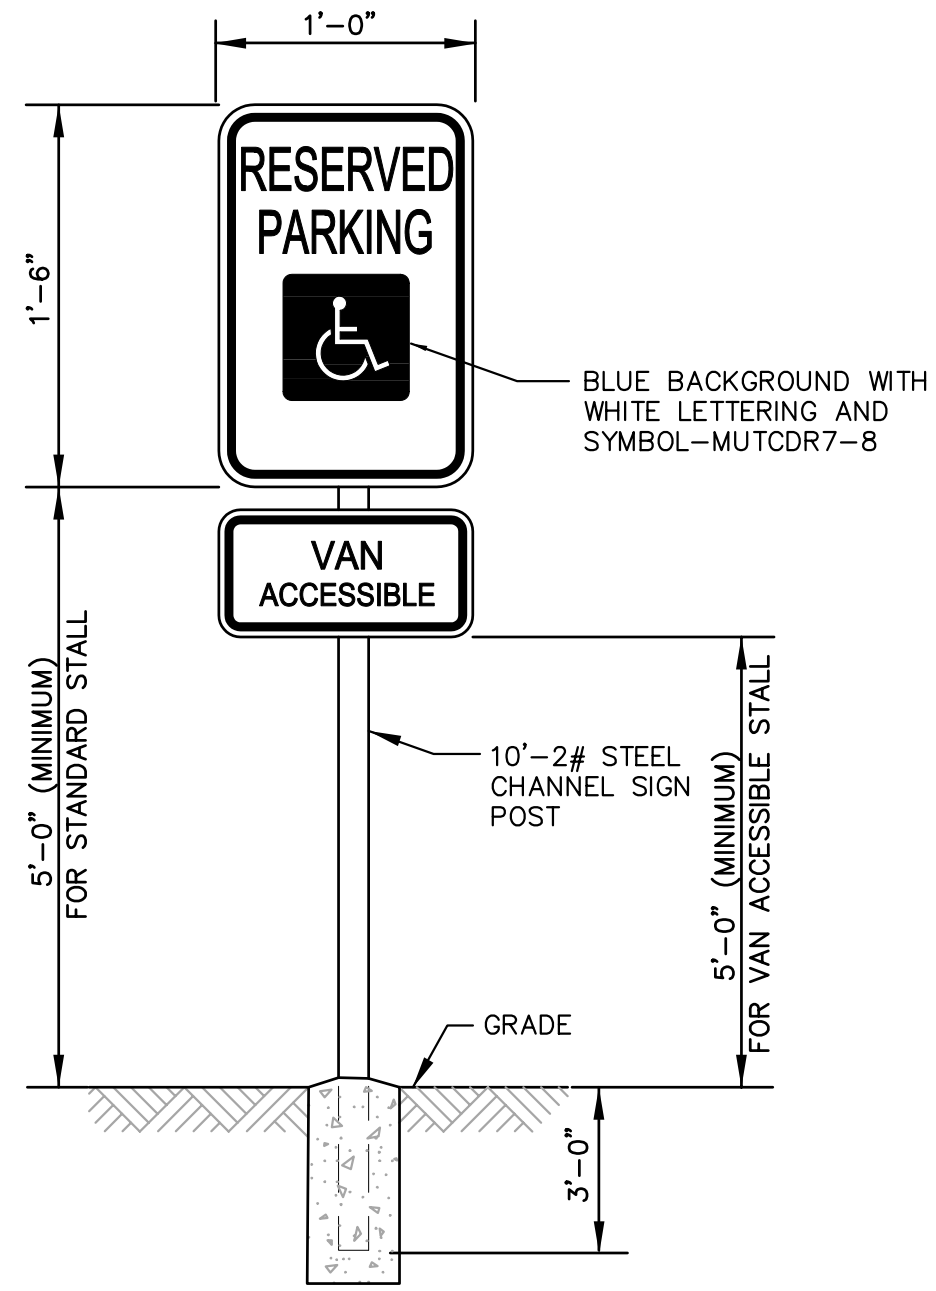 1'-0"
RESERVED
PARKING
1'-6"
BLUE BACKGROUND WITH
WHITE LETTERING AND
SYMBOL-MUTCDR7-8
VAN
ACCESSIBLE
5'-0" (MINIMUM)
FOR STANDARD STALL
10'-2# STEEL
CHANNEL SIGN
POST
5'-0" (MINIMUM)
FOR VAN ACCESSIBLE STALL
GRADE
3'-0"